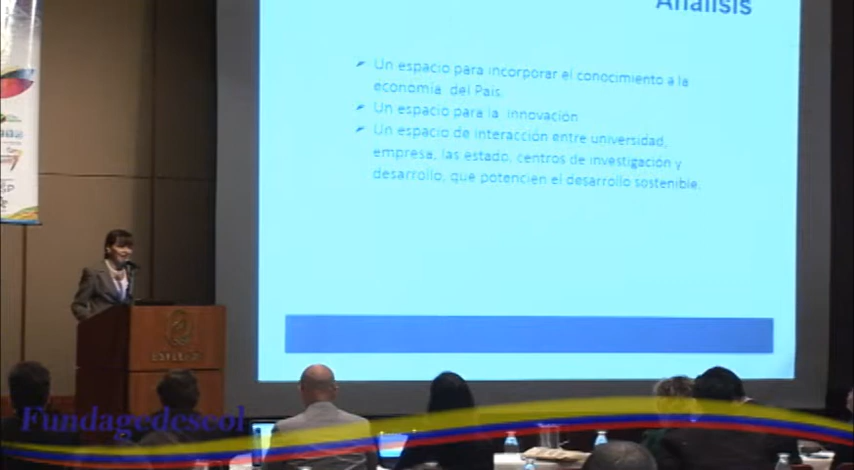 Análisis
Un espacio para incorporar el conocimiento a la
economía del Pais.
Un espacio para la innovación
Un espacio de interacción entre universidad,
empresa, las estado, centros de investigación y
desarrollo, que potencien el desarrollo sostenible.
Fundagedescol